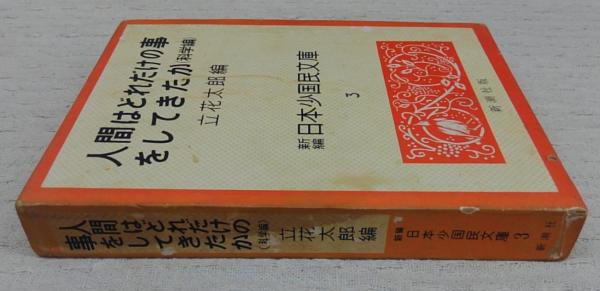 人間はどれだけの事
をしてきたか(科学編)
立花太郎編
新編
日本少国民文庫
3
新潮社版
人間はどれだけの
事をしてきたか
(科学編)
立花太郎編
新編
日本少国民文庫3
新潮社